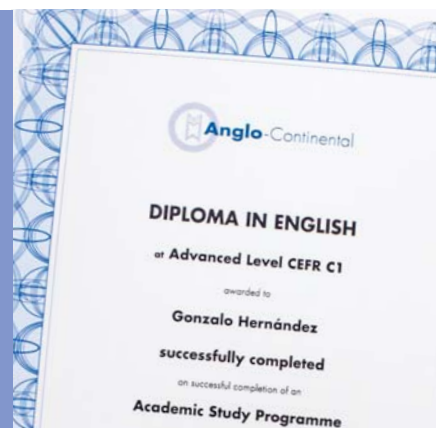 Anglo-Continental
DIPLOMA IN ENGLISH
at Advanced Level CEFR C1
awarded to
Gonzalo Hernández
successfully completed
on successful completion of an
Academic Study Programme